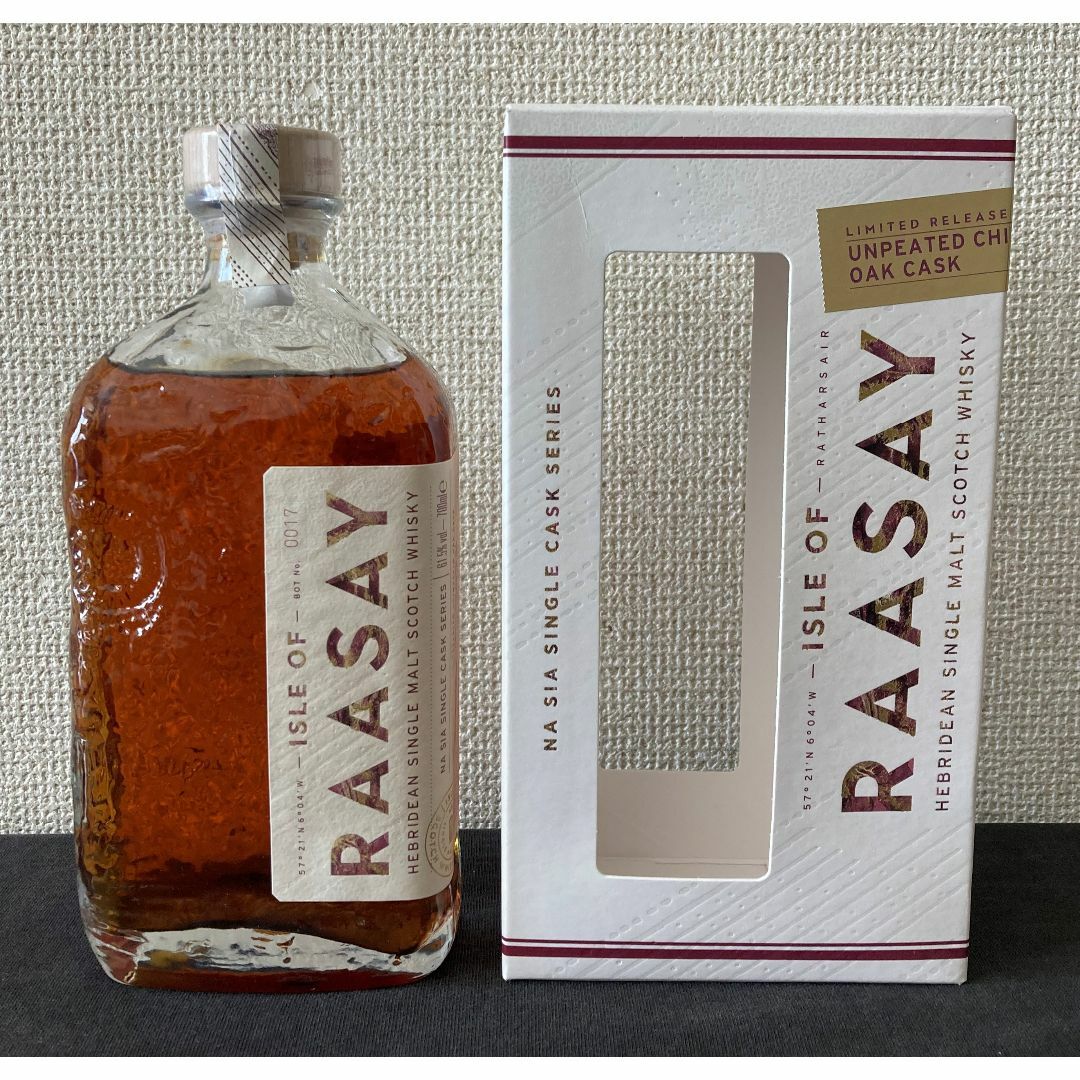 57° 21' N 6° 04' W — ISLE OF — BOT No: 0017
RAASAY
HEBRIDEAN SINGLE MALT SCOTCH WHISKY
NA SIA SINGLE CASK SERIES | 61.5% vol — 700ml e
SCOTCH
NA SIA SINGLE CASK SERIES
LIMITED RELEASE
UNPEATED CHI
OAK CASK
57° 21' N 6° 04' W — ISLE OF — RATHARSAIR
RAASAY
HEBRIDEAN SINGLE MALT SCOTCH WHISKY